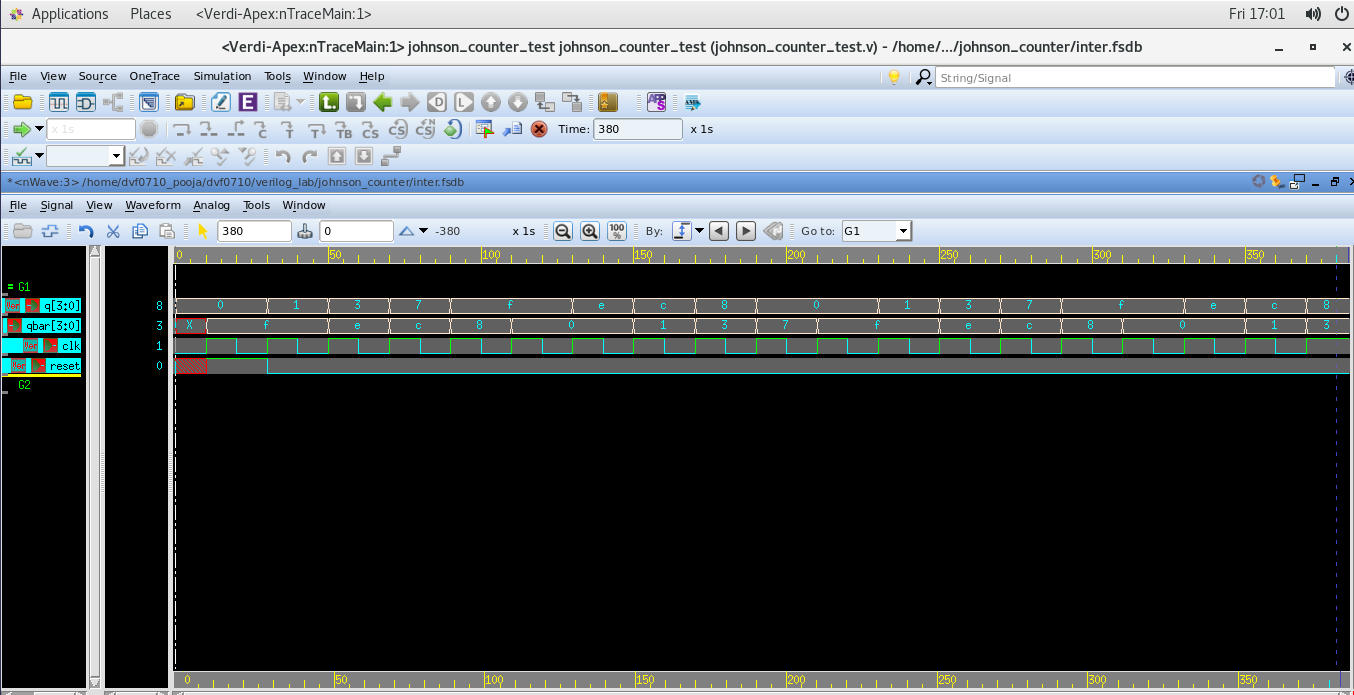 Applications Places <Verdi-Apex:nTraceMain:1> Fri 17:01
<Verdi-Apex:nTraceMain:1> johnson_counter_test johnson_counter_test (johnson_counter_test.v) - /home/.../johnson_counter/inter.fsdb
File View Source OneTrace Simulation Tools Window Help String/Signal
E D L
x 1s C T T TB CS CS CS Time: 380 x 1s
*<nWave:3> /home/dvf0710_pooja/dvf0710/verilog_lab/johnson_counter/inter.fsdb
File Signal View Waveform Analog Tools Window
380 0 -380 x 1s 100 % By: Go to: G1
0 50 100 150 200 250 300 350
= G1
q[3:0] 8 0 1 3 7 f e c 8 0 1 3 7 f e c 8
qbar[3:0] 3 X f e c 8 0 1 3 7 f e c 8 0 1 3
clk 1
reset 0
G2
0 50 100 150 200 250 300 350